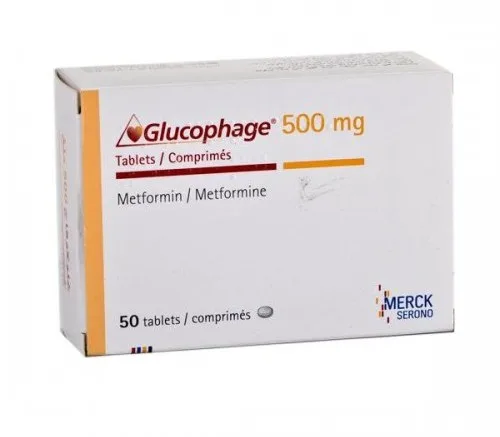 Glucophage® 500 mg
Tablets / Comprimés
Metformin / Metformine
50 tablets / comprimés
MERCK
SERONO